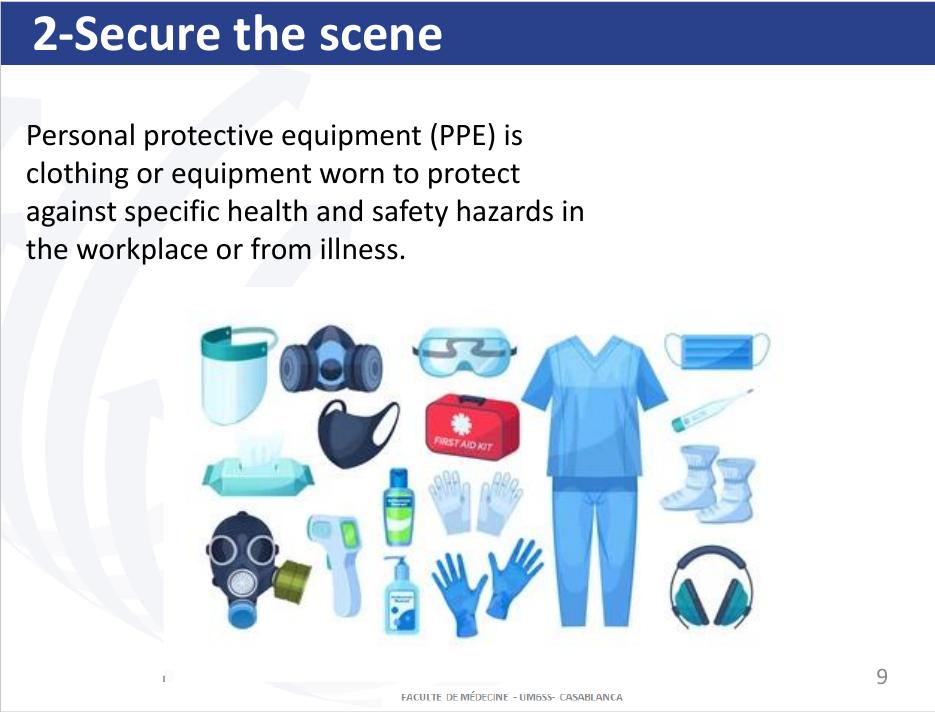 2-Secure the scene
Personal protective equipment (PPE) is
clothing or equipment worn to protect
against specific health and safety hazards in
the workplace or from illness.
FIRST AID KIT
9
FACULTE DE MÉDECINE - UM6SS- CASABLANCA